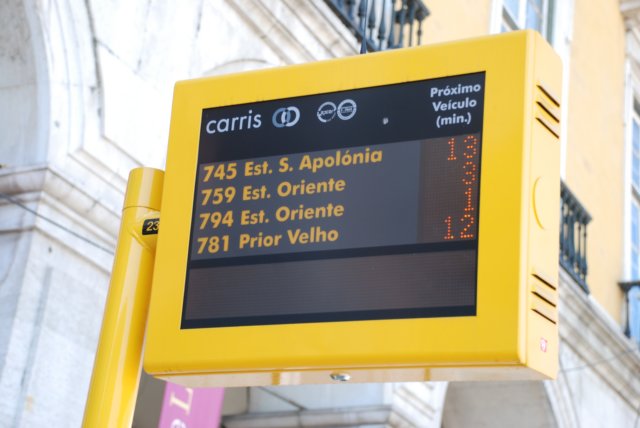 carris
Próximo
Veículo
(min.)
745 Est. S. Apolónia 13
759 Est. Oriente 3
794 Est. Oriente 1
781 Prior Velho 12
23